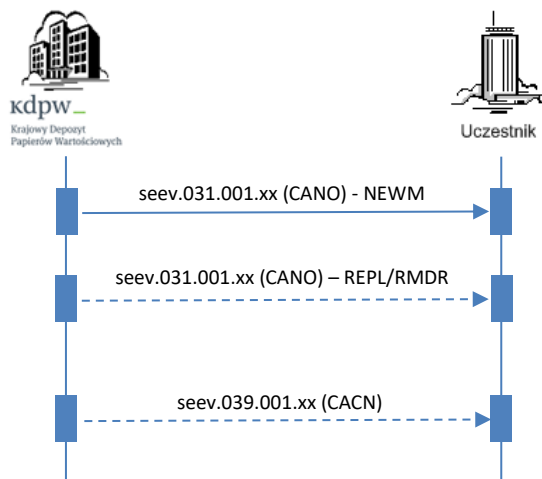 kdpw_
Krajowy Depozyt
Papierów Wartościowych
Uczestnik
seev.031.001.xx (CANO) - NEWM
seev.031.001.xx (CANO) – REPL/RMDR
seev.039.001.xx (CACN)